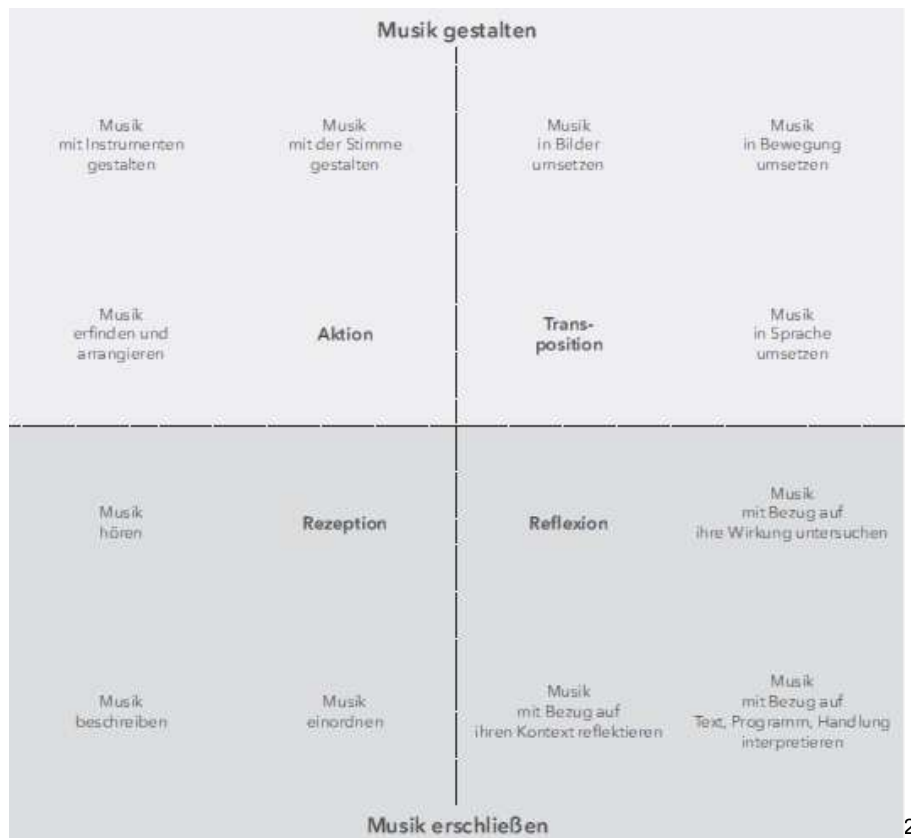 Musik gestalten
Musik
mit Instrumenten
gestalten
Musik
mit der Stimme
gestalten
Musik
in Bilder
umsetzen
Musik
in Bewegung
umsetzen
Musik
erfinden und
arrangieren
Aktion
Trans-
position
Musik
in Sprache
umsetzen
Musik
hören
Rezeption
Reflexion
Musik
mit Bezug auf
ihre Wirkung untersuchen
Musik
beschreiben
Musik
einordnen
Musik
mit Bezug auf
ihren Kontext reflektieren
Musik
mit Bezug auf
Text, Programm, Handlung
interpretieren
Musik erschließen
2